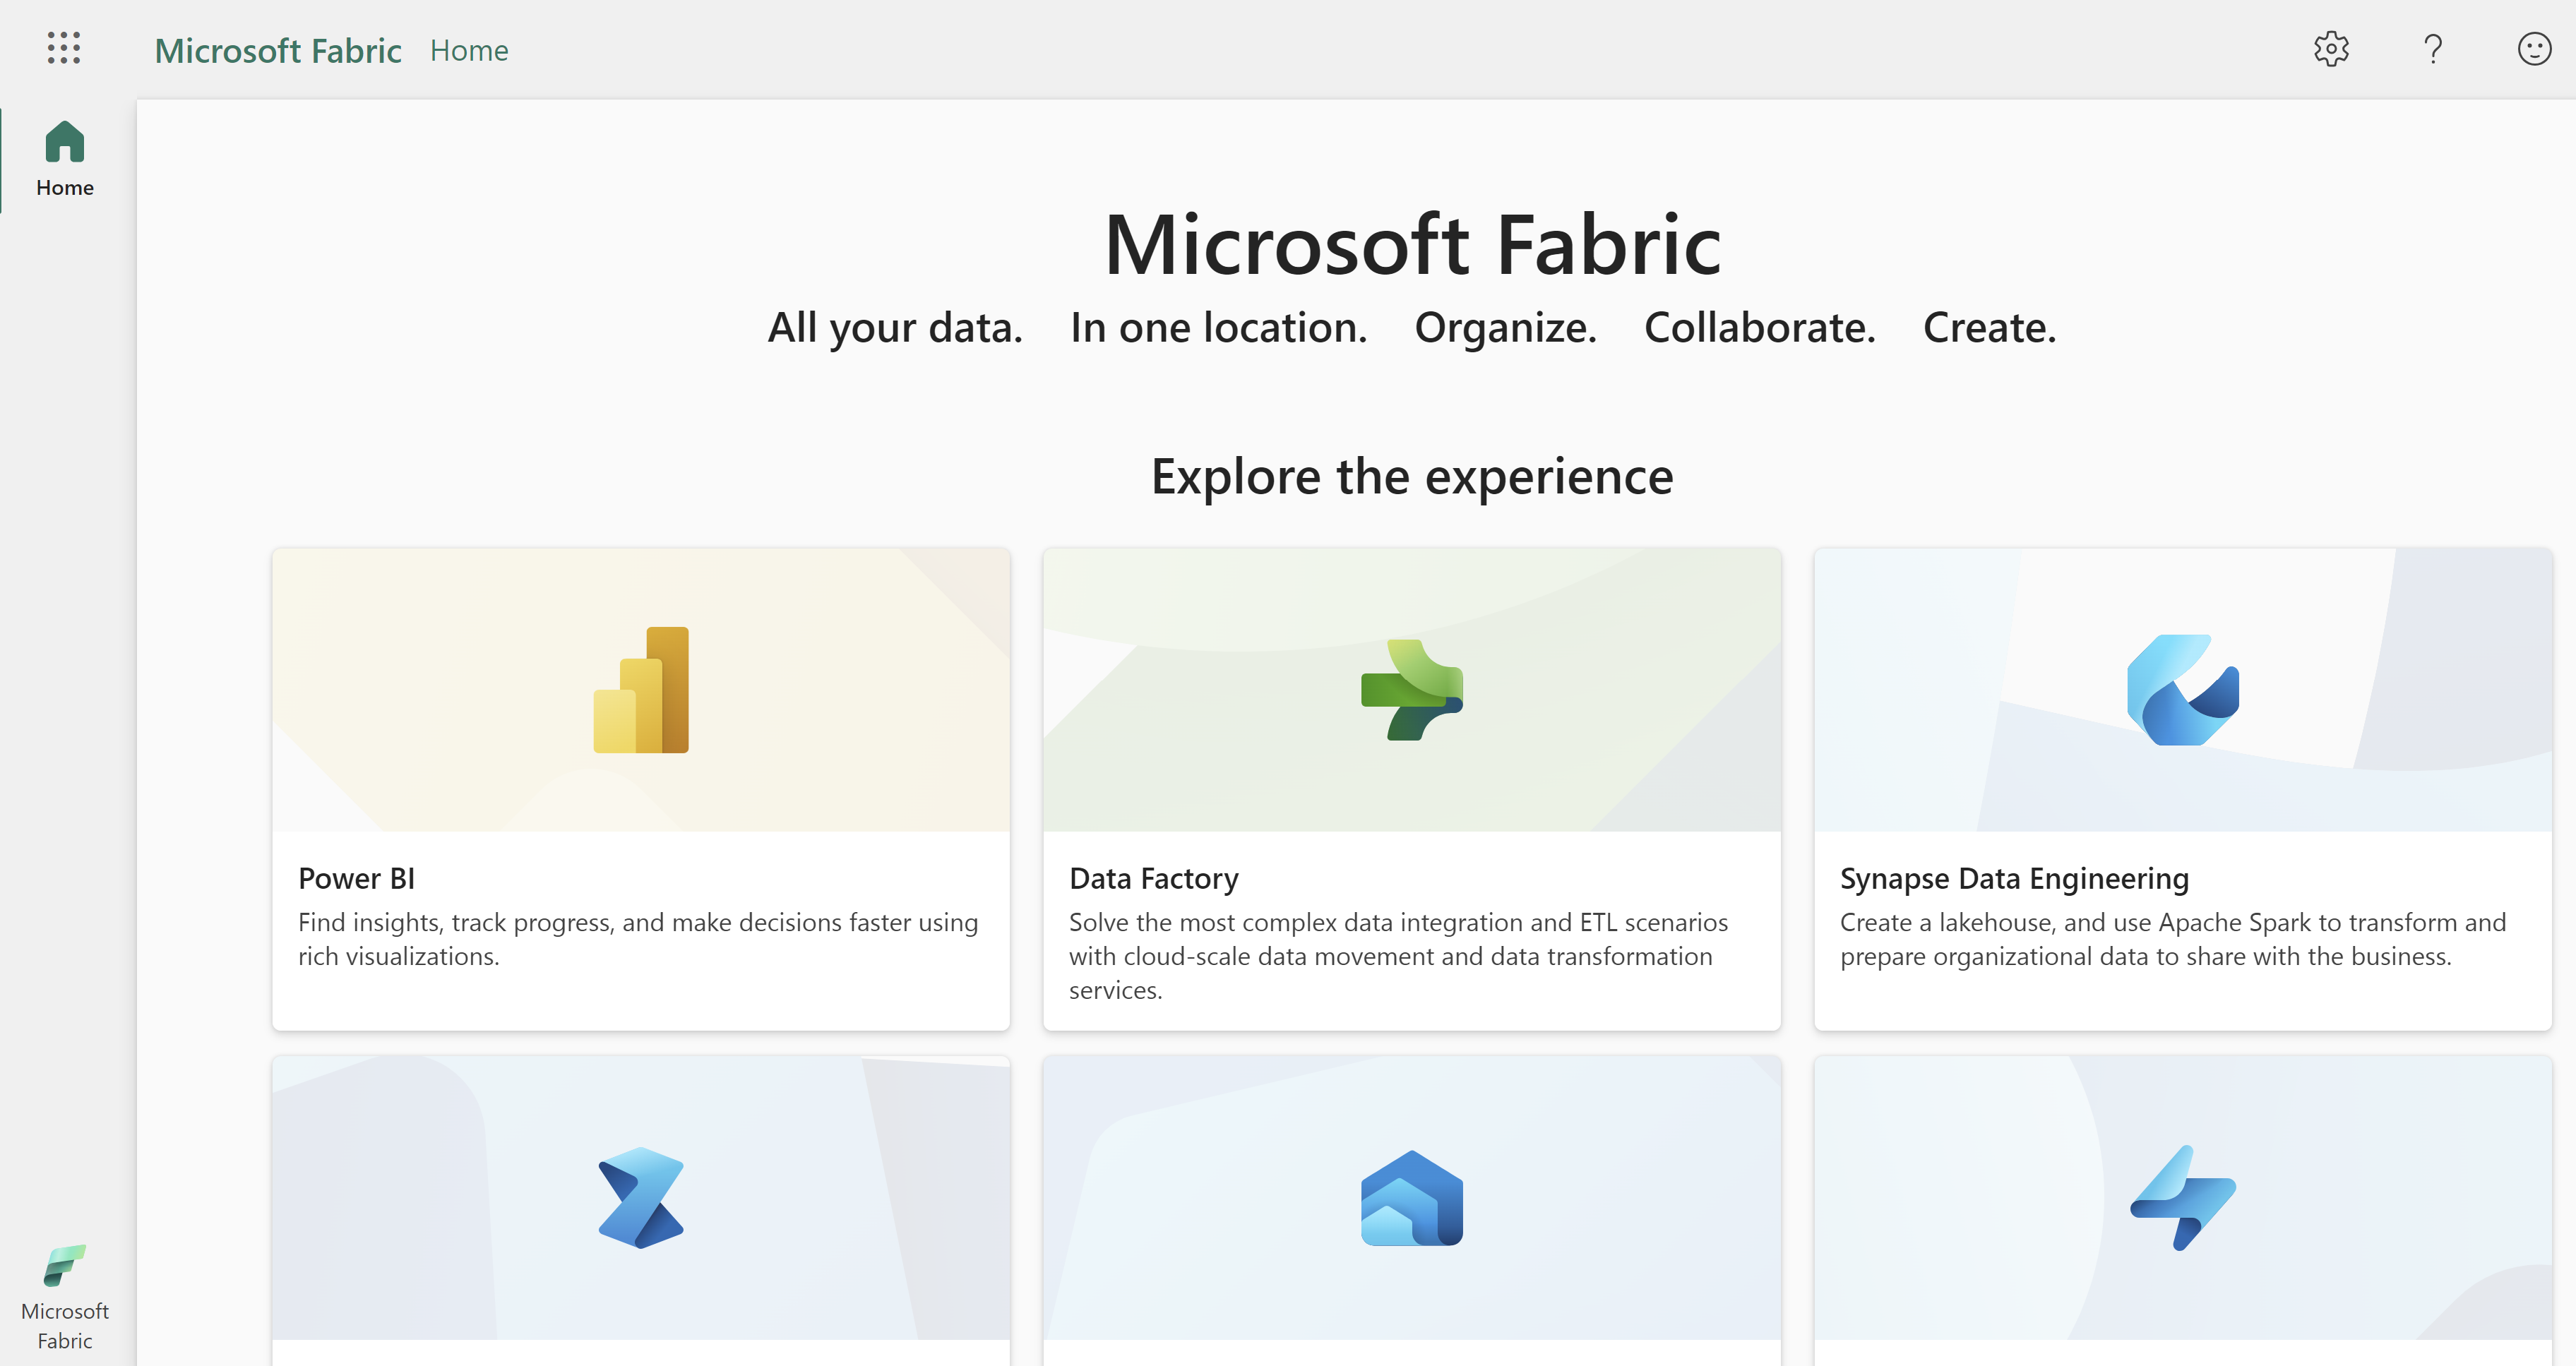 Microsoft Fabric Home
Home
Microsoft Fabric
All your data. In one location. Organize. Collaborate. Create.
Explore the experience
Power BI
Find insights, track progress, and make decisions faster using
rich visualizations.
Data Factory
Solve the most complex data integration and ETL scenarios
with cloud-scale data movement and data transformation
services.
Synapse Data Engineering
Create a lakehouse, and use Apache Spark to transform and
prepare organizational data to share with the business.
Microsoft
Fabric